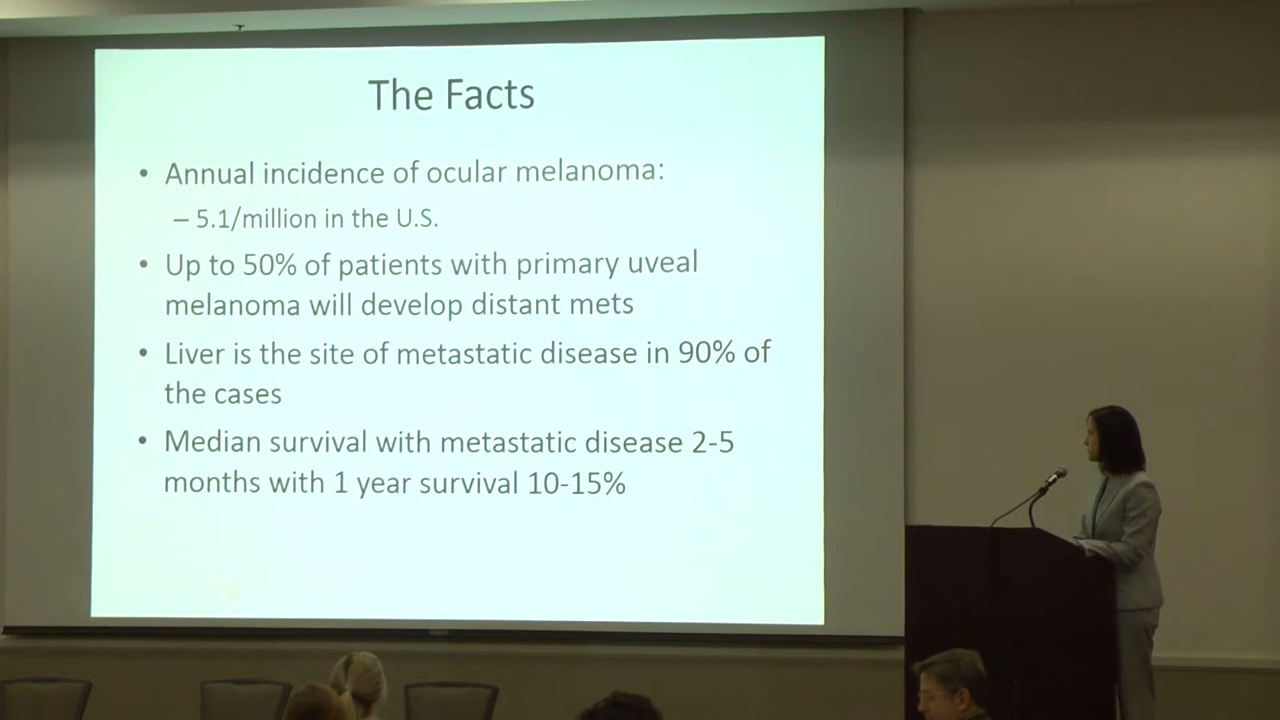 The Facts
• Annual incidence of ocular melanoma:
– 5.1/million in the U.S.
• Up to 50% of patients with primary uveal
melanoma will develop distant mets
• Liver is the site of metastatic disease in 90% of
the cases
• Median survival with metastatic disease 2-5
months with 1 year survival 10-15%